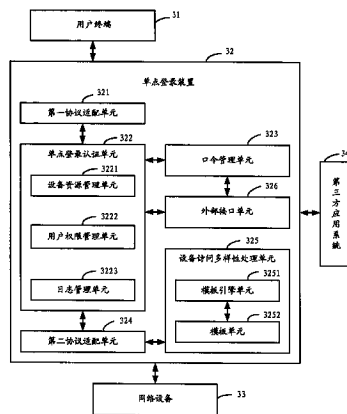 用户终端
31
32
单点登录装置
321
第一协议适配单元
322
单点登录认证单元
3221
设备资源管理单元
3222
用户权限管理单元
3223
日志管理单元
324
第二协议适配单元
323
口令管理单元
326
外部接口单元
325
设备访问多样性处理单元
3251
模板引擎单元
3252
模板单元
34
第三方应用系统
网络设备
33